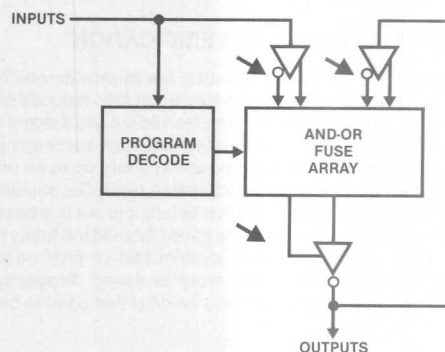 INPUTS
PROGRAM
DECODE
AND-OR
FUSE
ARRAY
OUTPUTS